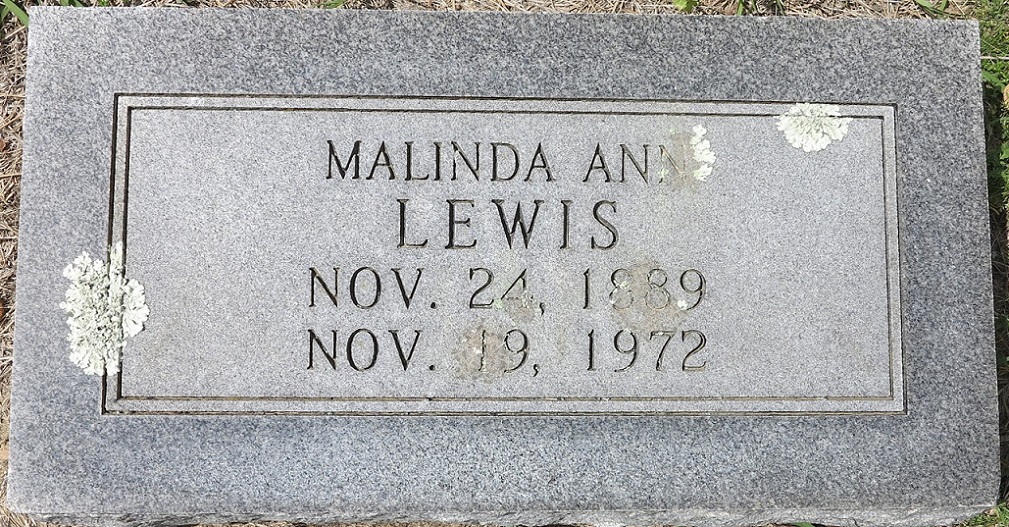 MALINDA ANN
LEWIS
NOV. 24, 1889
NOV. 19, 1972